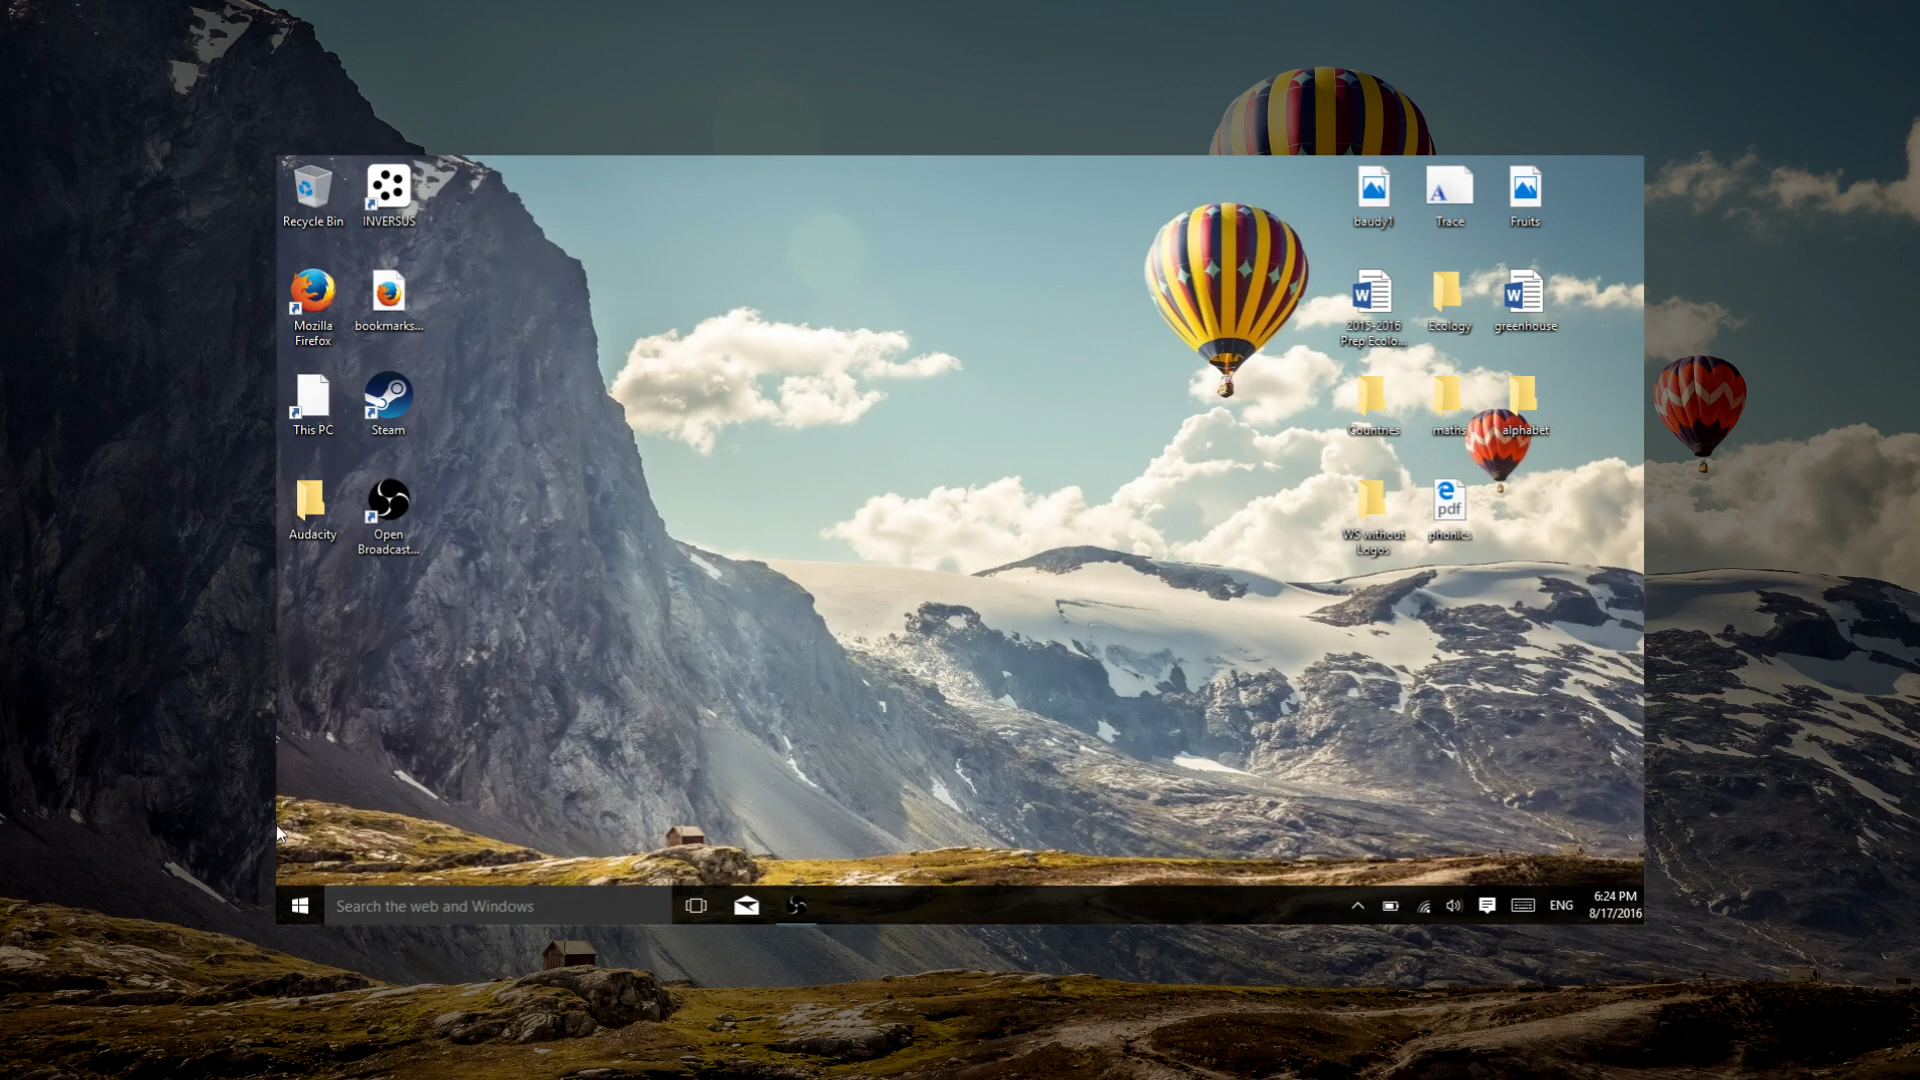 Recycle Bin
INVERSUS
baudy1
Trace
Fruits
A
Mozilla
Firefox
bookmarks...
W
2015-2016
Prep Ecolo...
Ecology
W
greenhouse
This PC
Steam
Countries
maths
alphabet
Audacity
Open
Broadcast...
WS without
Logos
e
pdf
phonics
Search the web and Windows
ENG
6:24 PM
8/17/2016